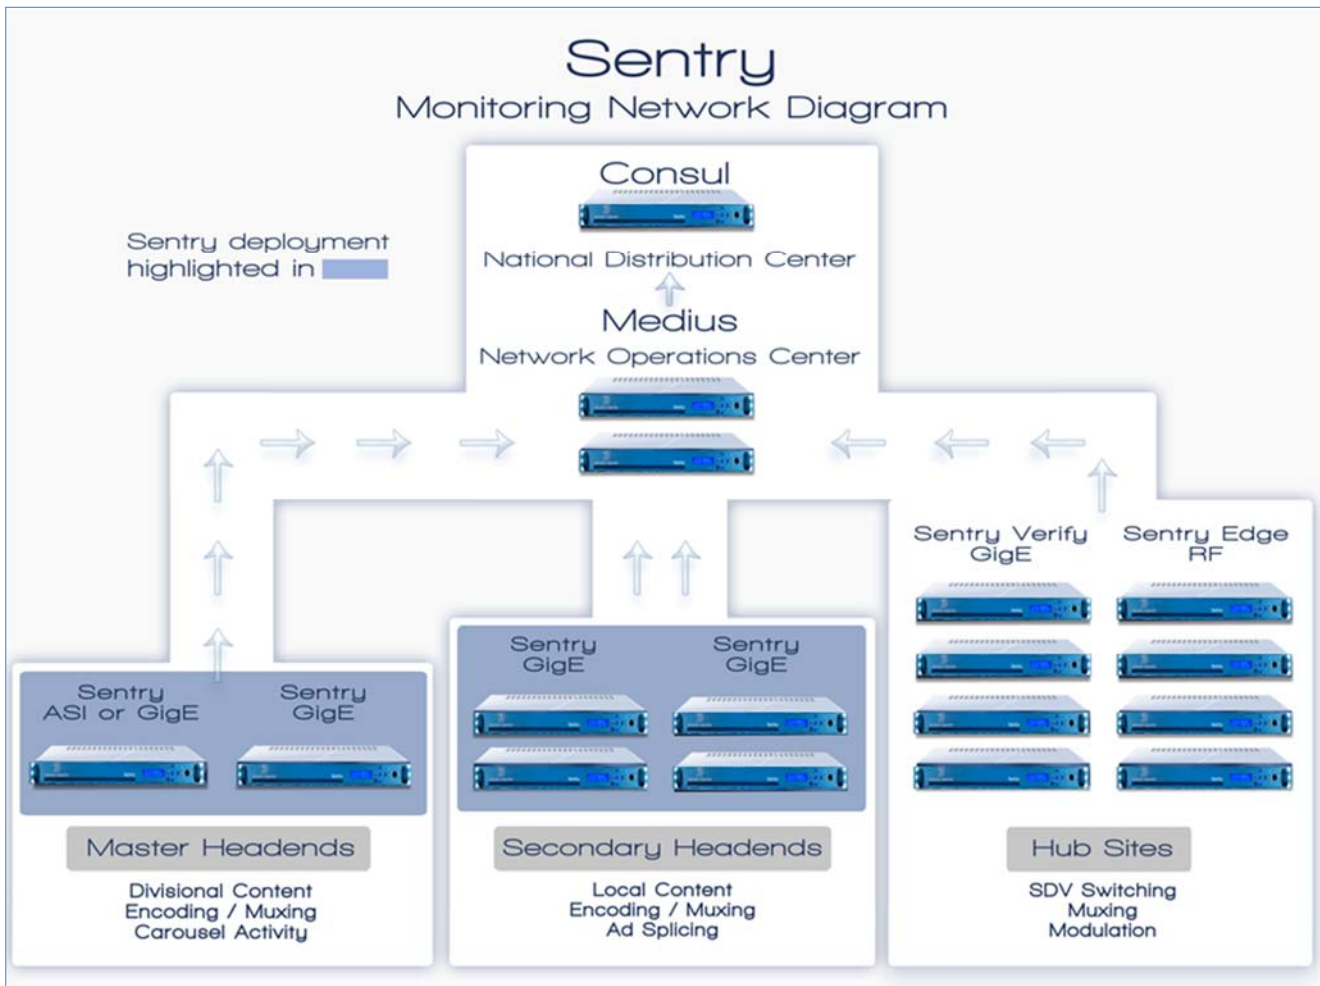 Sentry
Monitoring Network Diagram
Consul
National Distribution Center
Sentry deployment
highlighted in
Medius
Network Operations Center
Sentry Verify
GigE
Sentry Edge
RF
Sentry
ASI or GigE
Sentry
GigE
Sentry
GigE
Sentry
GigE
Master Headends
Divisional Content
Encoding / Muxing
Carousel Activity
Secondary Headends
Local Content
Encoding / Muxing
Ad Splicing
Hub Sites
SDV Switching
Muxing
Modulation